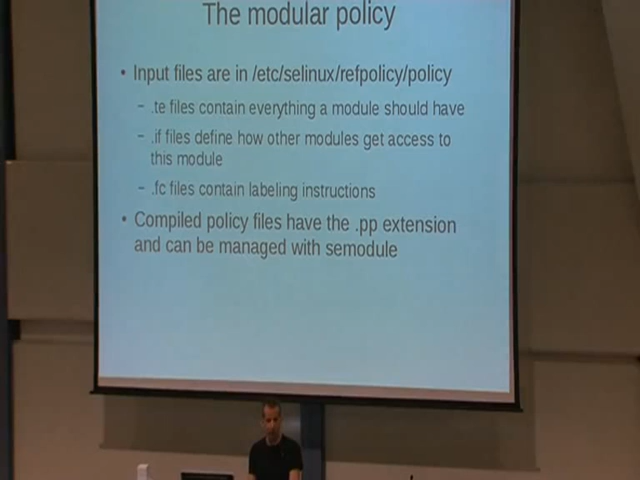 The modular policy
• Input files are in /etc/selinux/refpolicy/policy
– .te files contain everything a module should have
– .if files define how other modules get access to
this module
– .fc files contain labeling instructions
• Compiled policy files have the .pp extension
and can be managed with semodule